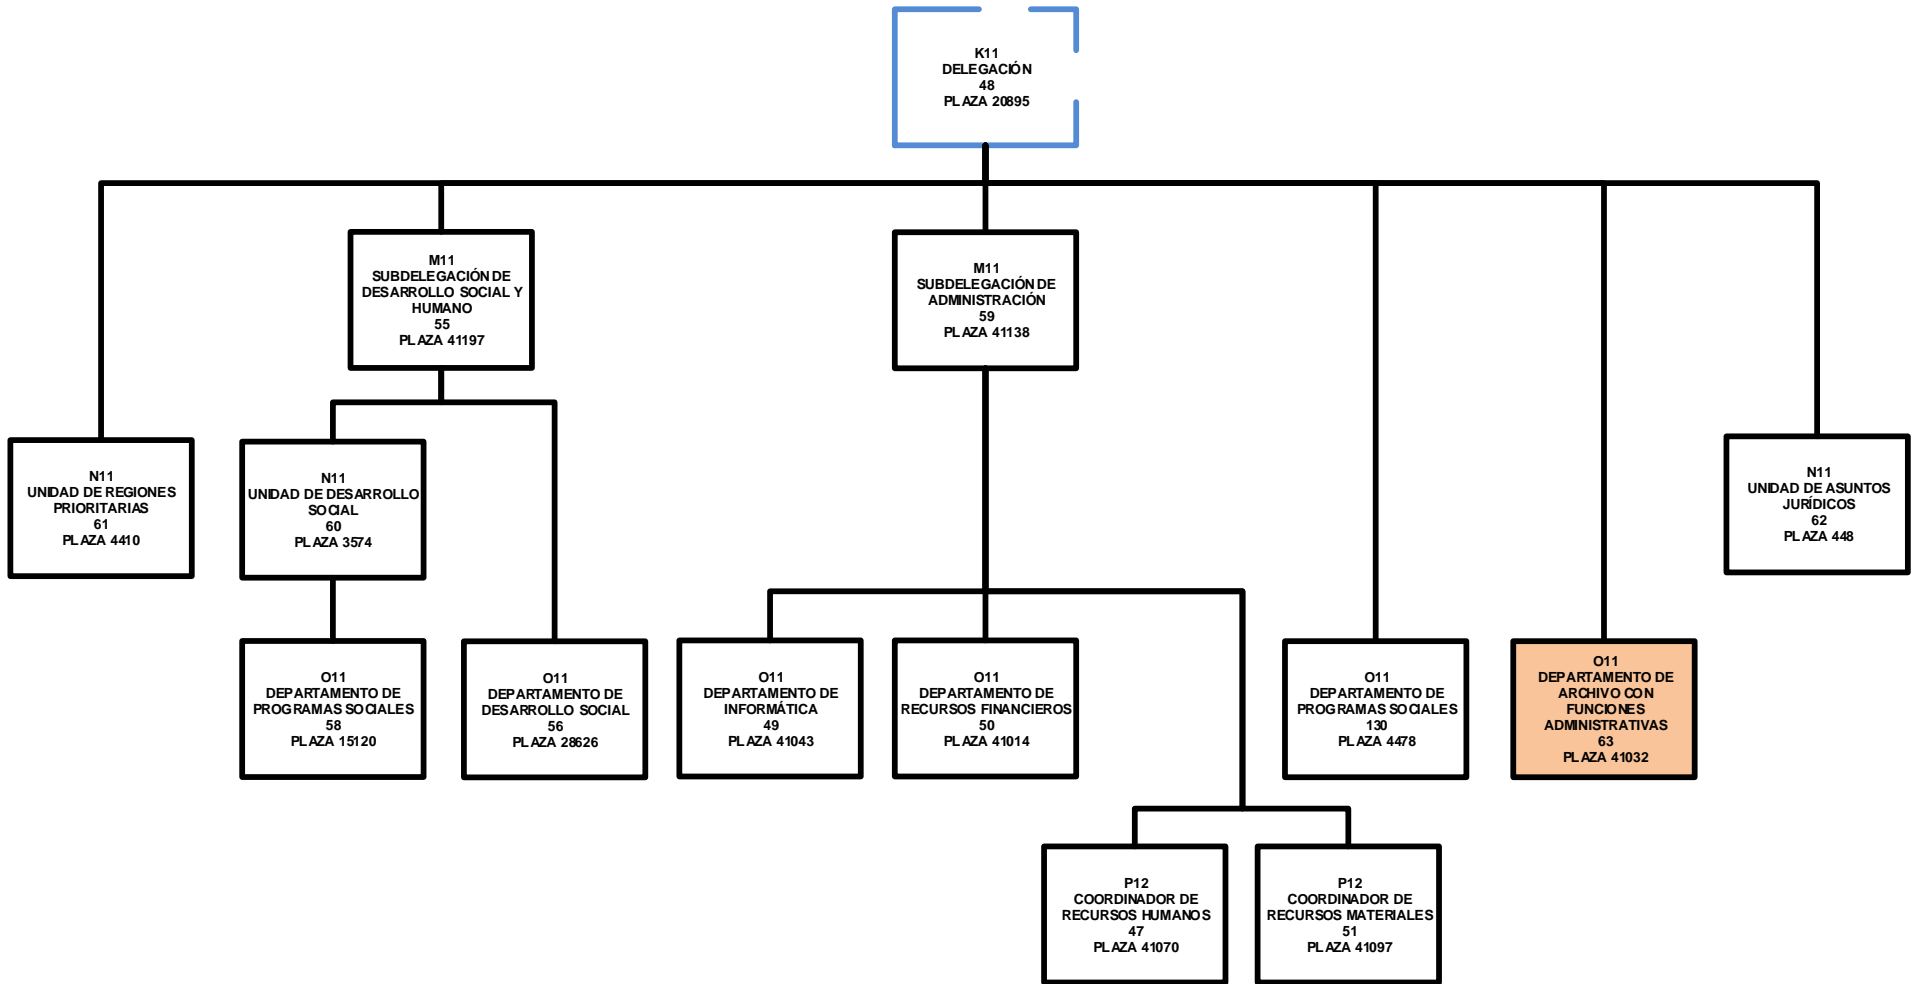 K11
DELEGACIÓN
48
PLAZA 20895
M11
SUBDELEGACIÓN DE
DESARROLLO SOCIAL Y
HUMANO
55
PLAZA 41197
M11
SUBDELEGACIÓN DE
ADMINISTRACIÓN
59
PLAZA 41138
N11
UNIDAD DE REGIONES
PRIORITARIAS
61
PLAZA 4410
N11
UNIDAD DE DESARROLLO
SOCIAL
60
PLAZA 3574
N11
UNIDAD DE ASUNTOS
JURÍDICOS
62
PLAZA 448
O11
DEPARTAMENTO DE
PROGRAMAS SOCIALES
58
PLAZA 15120
O11
DEPARTAMENTO DE
DESARROLLO SOCIAL
56
PLAZA 28626
O11
DEPARTAMENTO DE
INFORMÁTICA
49
PLAZA 41043
O11
DEPARTAMENTO DE
RECURSOS FINANCIEROS
50
PLAZA 41014
O11
DEPARTAMENTO DE
PROGRAMAS SOCIALES
130
PLAZA 4478
O11
DEPARTAMENTO DE
ARCHIVO CON
FUNCIONES
ADMINISTRATIVAS
63
PLAZA 41032
P12
COORDINADOR DE
RECURSOS HUMANOS
47
PLAZA 41070
P12
COORDINADOR DE
RECURSOS MATERIALES
51
PLAZA 41097